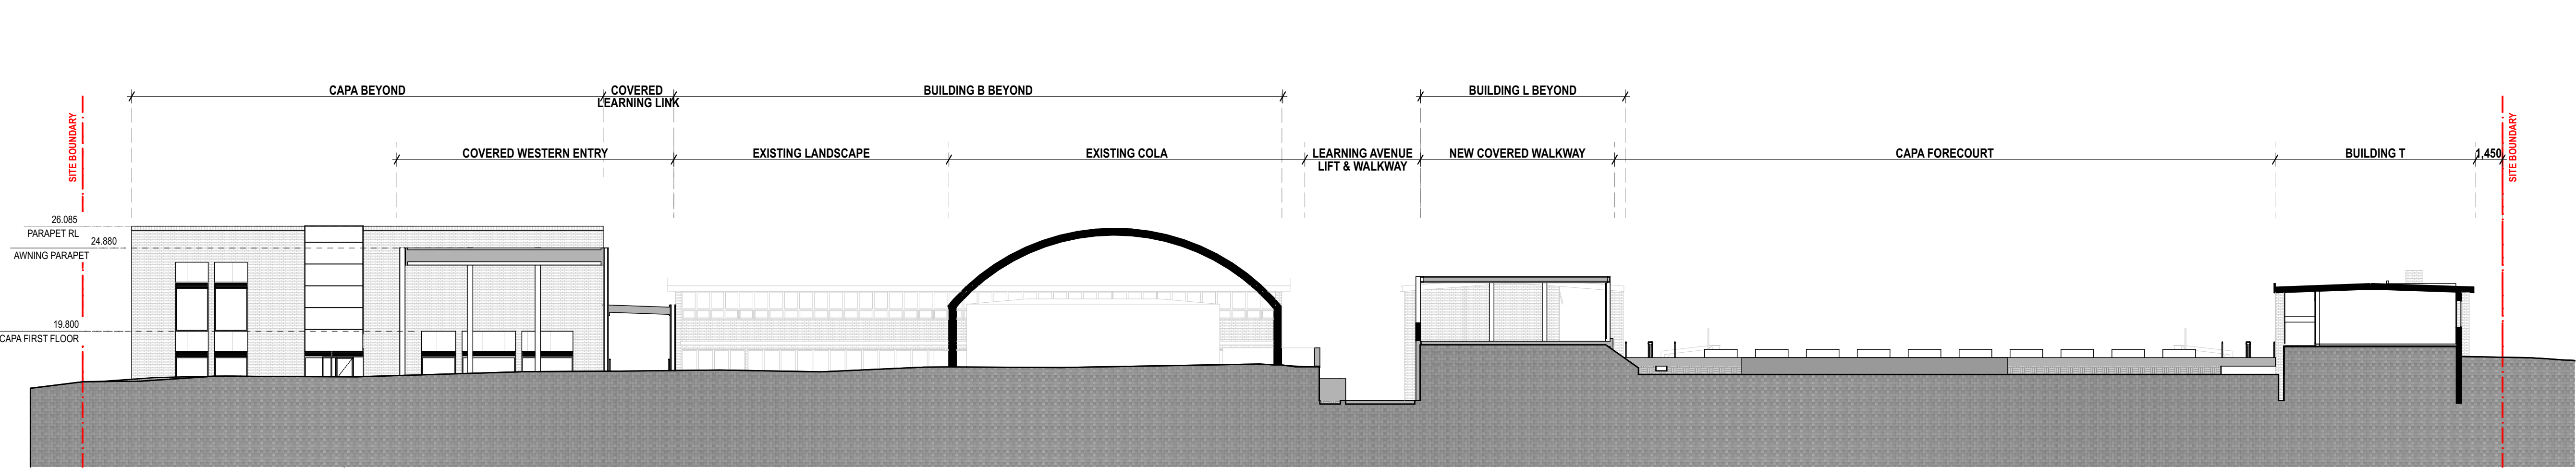 CAPA BEYOND
COVERED
LEARNING LINK
BUILDING B BEYOND
BUILDING L BEYOND
SITE BOUNDARY
COVERED WESTERN ENTRY
EXISTING LANDSCAPE
EXISTING COLA
LEARNING AVENUE
LIFT & WALKWAY
NEW COVERED WALKWAY
CAPA FORECOURT
BUILDING T
1,450
SITE BOUNDARY
26.085
PARAPET RL
24.880
AWNING PARAPET
19.800
CAPA FIRST FLOOR